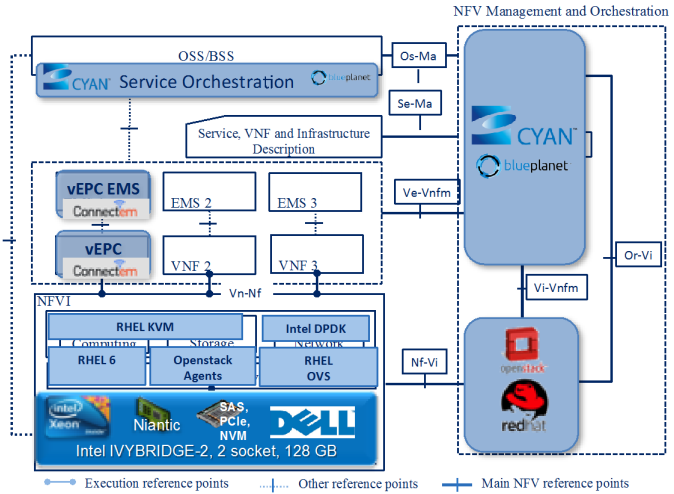 NFV Management and Orchestration
OSS/BSS
CYAN™ Service Orchestration blueplanet
Os-Ma
Se-Ma
Service, VNF and Infrastructure
Description
CYAN™
blueplanet
vEPC EMS
Connectem
EMS 2
EMS 3
Ve-Vnfm
vEPC
Connectem
VNF 2
VNF 3
Or-Vi
Vn-Nf
Vi-Vnfm
NFVI
RHEL KVM
Intel DPDK
Computing
Storage
Network
RHEL 6
Openstack
Agents
RHEL
OVS
Nf-Vi
openstack
redhat
intel
Xeon
Niantic
SAS,
PCIe,
NVM
DELL
Intel IVYBRIDGE-2, 2 socket, 128 GB
Execution reference points
Other reference points
Main NFV reference points